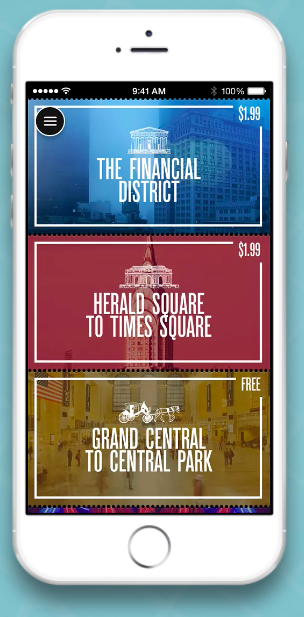 9:41 AM 100%
$1.99
THE FINANCIAL
DISTRICT
$1.99
HERALD SQUARE
TO TIMES SQUARE
FREE
GRAND CENTRAL
TO CENTRAL PARK